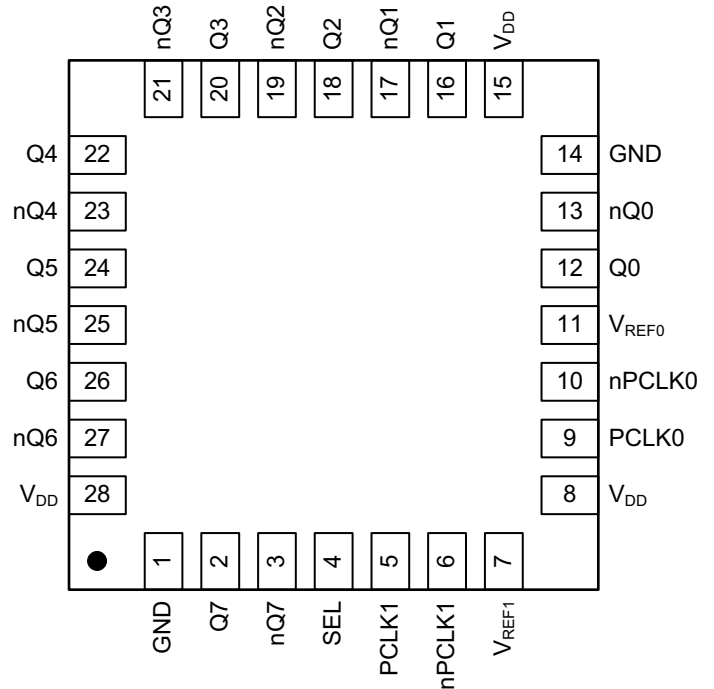 nQ3 Q3 nQ2 Q2 nQ1 Q1 VDD
21 20 19 18 17 16 15
Q4 22 14 GND
nQ4 23 13 nQ0
Q5 24 12 Q0
nQ5 25 11 VREF0
Q6 26 10 nPCLK0
nQ6 27 9 PCLK0
VDD 28 8 VDD
1 2 3 4 5 6 7
GND Q7 nQ7 SEL PCLK1 nPCLK1 VREF1